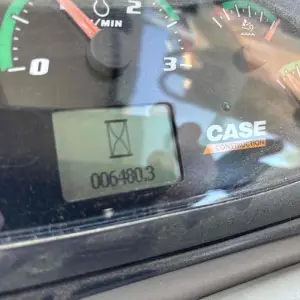 /MIN
0 2 3
CASE
CONSTRUCTION
006480.3